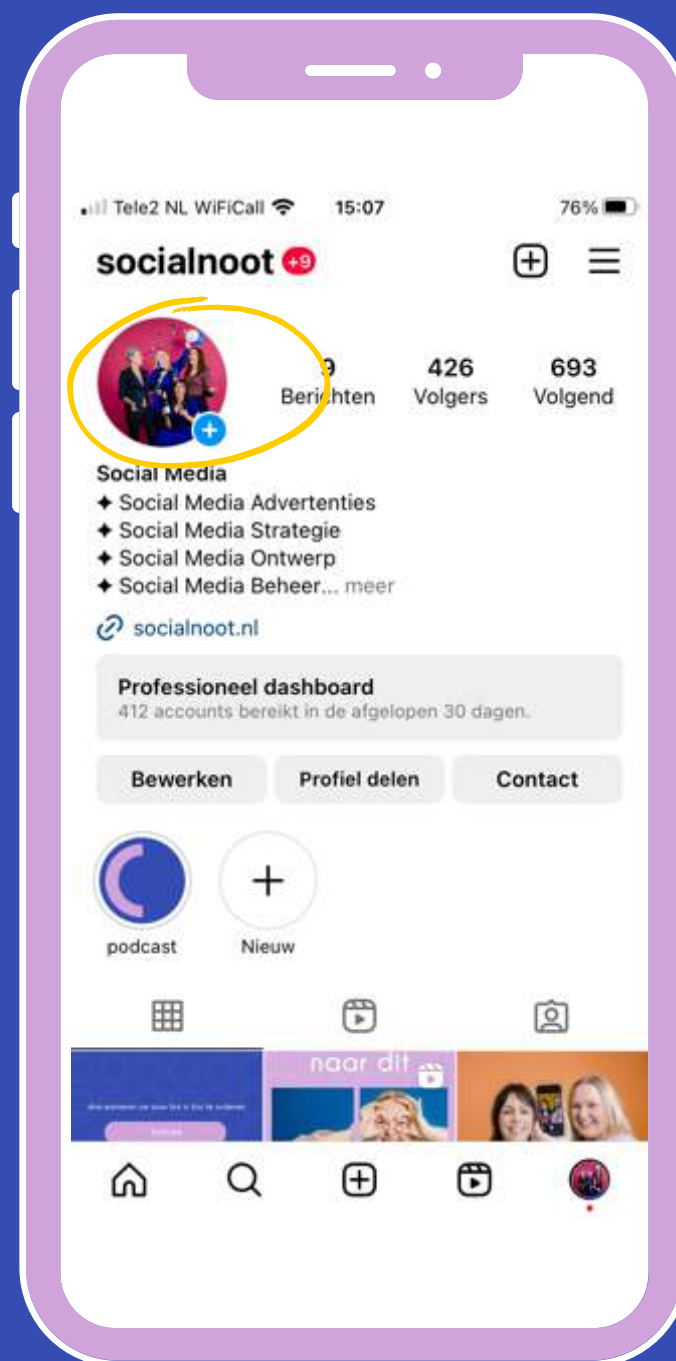 Tele2 NL WiFiCall 15:07 76%
socialnoot +9
9 426 693
Berichten Volgers Volgend
Social Media
✦ Social Media Advertenties
✦ Social Media Strategie
✦ Social Media Ontwerp
✦ Social Media Beheer... meer
socialnoot.nl
Professioneel dashboard
412 accounts bereikt in de afgelopen 30 dagen.
Bewerken Profiel delen Contact
podcast Nieuw
naar dit